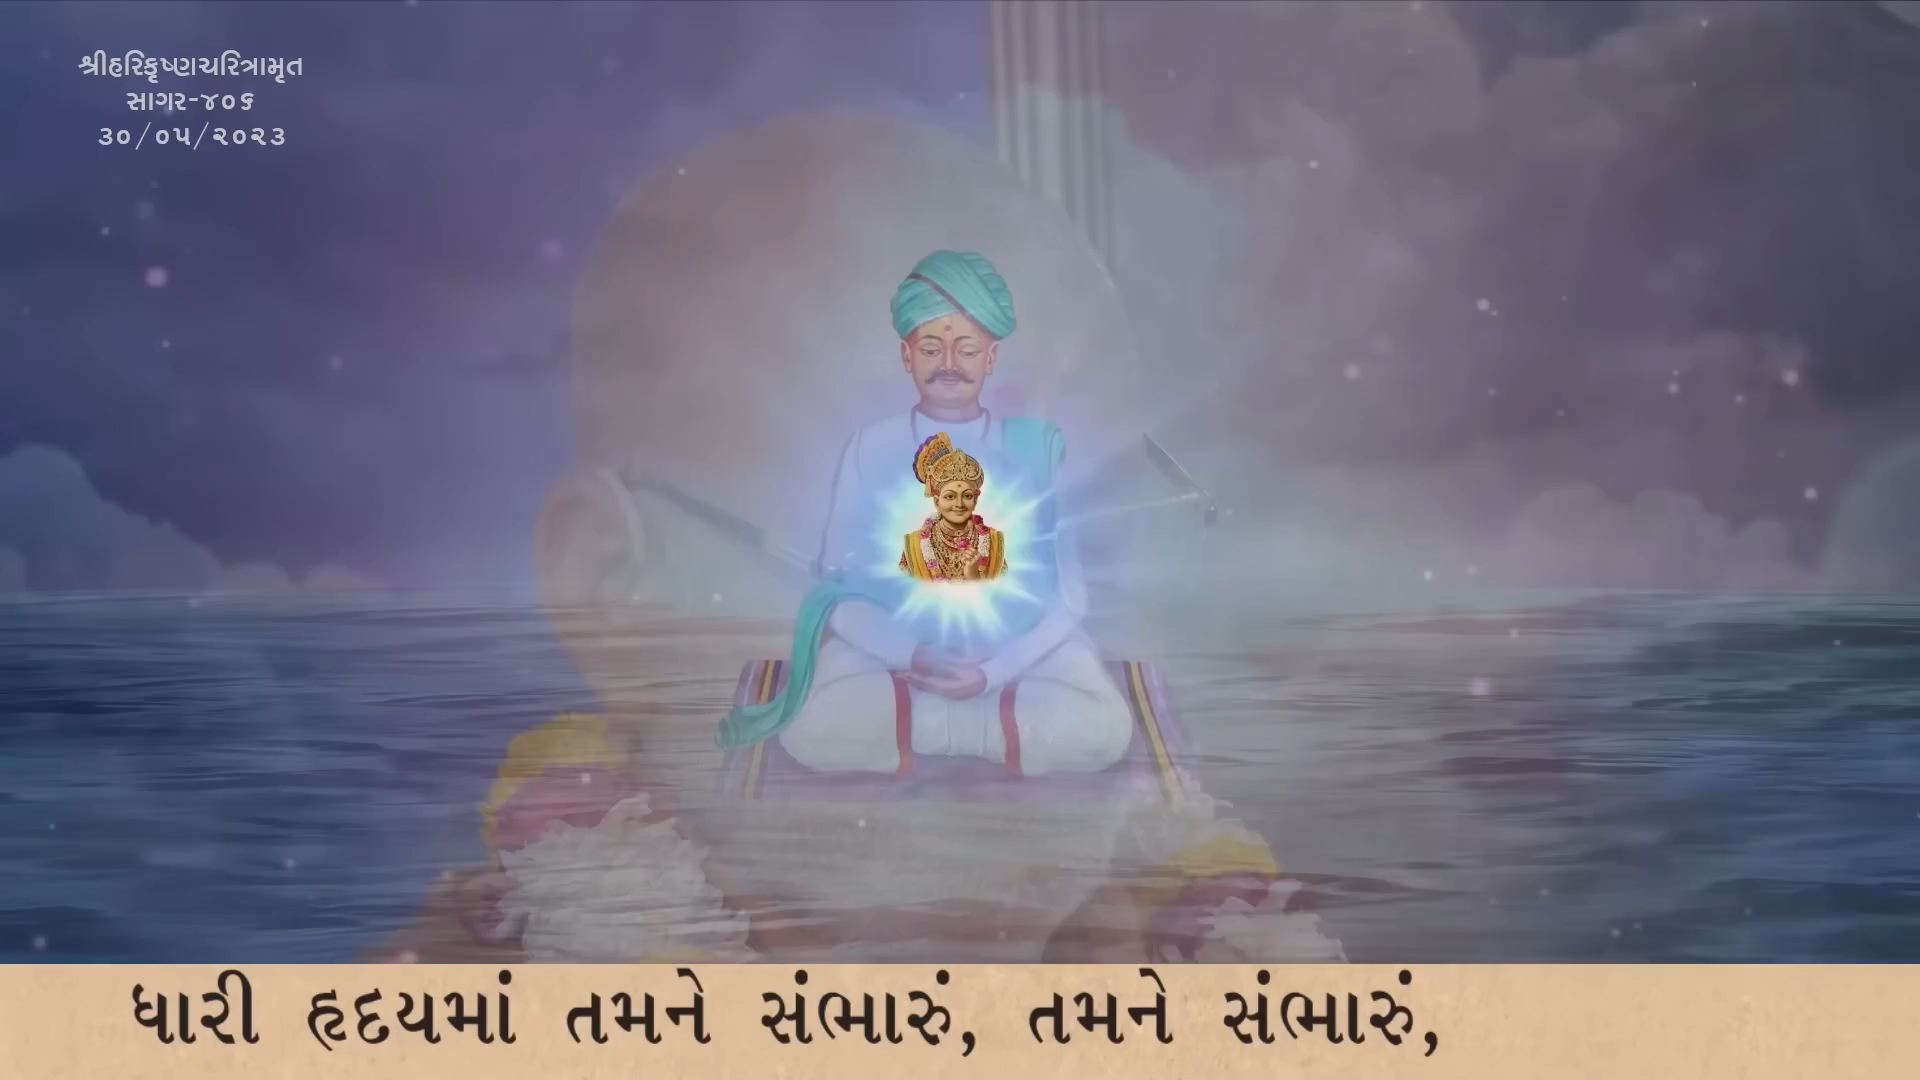 શ્રીહરિકૃષ્ણચરિત્રામૃત
સાગર-૪૦૬
૩૦/૦૫/૨૦૨૩
ધારી હૃદયમાં તમને સંભારું, તમને સંભારું,